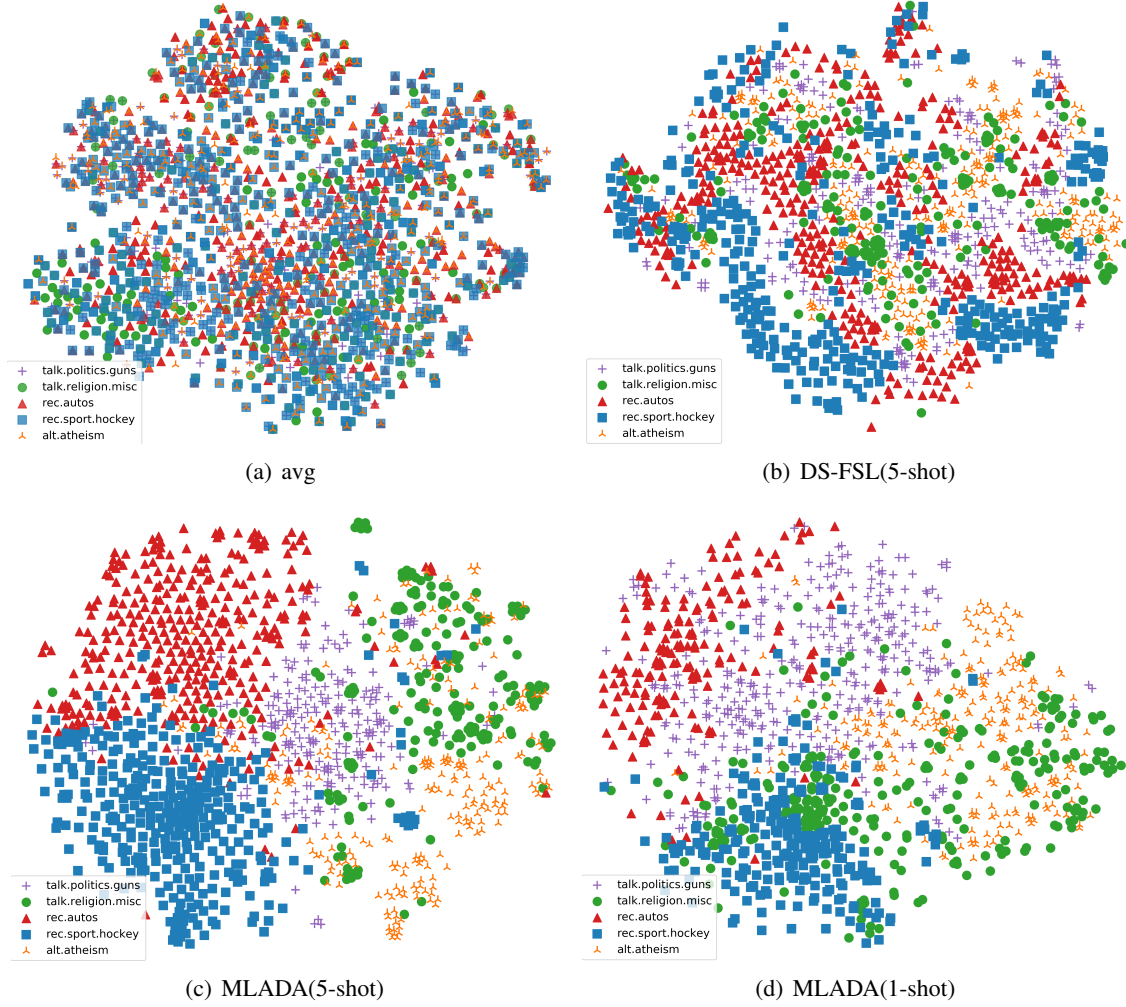 talk.politics.guns
talk.religion.misc
rec.autos
rec.sport.hockey
alt.atheism
(a) avg
talk.politics.guns
talk.religion.misc
rec.autos
rec.sport.hockey
alt.atheism
(b) DS-FSL(5-shot)
talk.politics.guns
talk.religion.misc
rec.autos
rec.sport.hockey
alt.atheism
(c) MLADA(5-shot)
talk.politics.guns
talk.religion.misc
rec.autos
rec.sport.hockey
alt.atheism
(d) MLADA(1-shot)